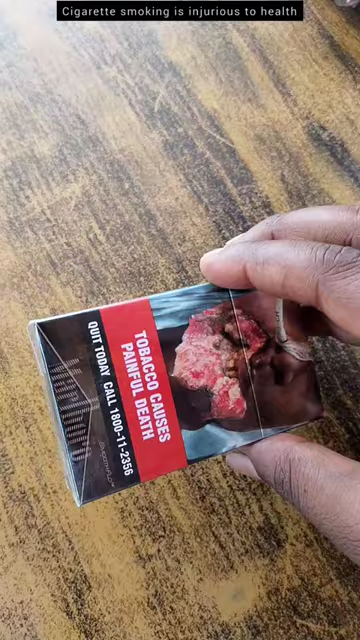 Cigarette smoking is injurious to health
TOBACCO CAUSES
PAINFUL DEATH
QUIT TODAY CALL 1800-11-2356